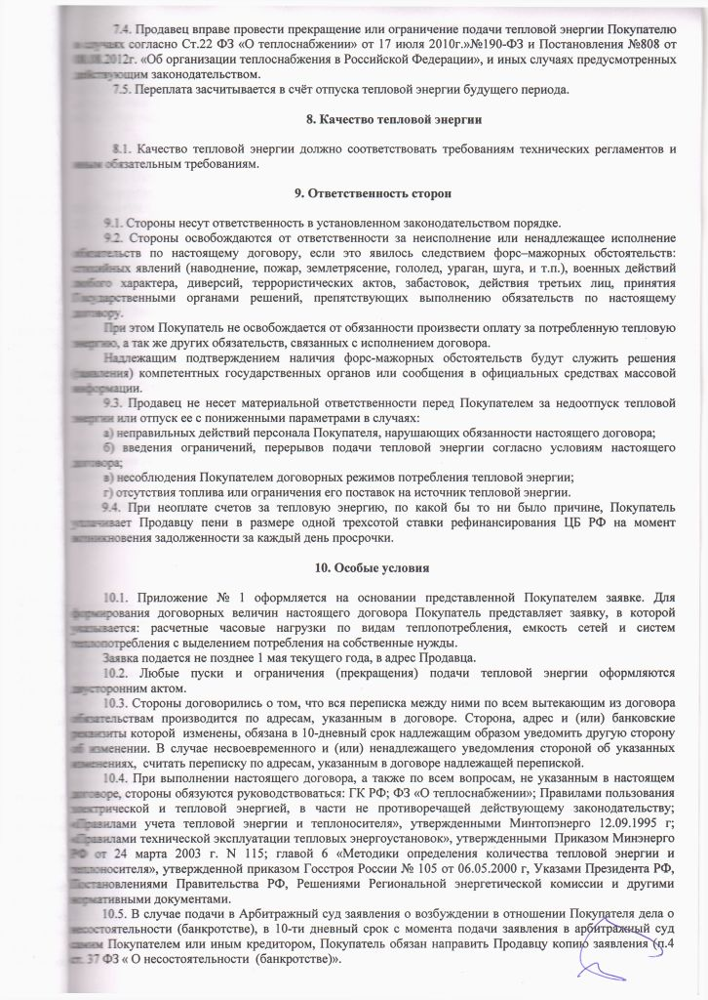 7.4. Продавец вправе провести прекращение или ограничение подачи тепловой энергии Покупателю
в случаях согласно Ст.22 ФЗ «О теплоснабжении» от 17 июля 2010г.»№190-ФЗ и Постановления №808 от
2012г. «Об организации теплоснабжения в Российской Федерации», и иных случаях предусмотренных
действующим законодательством.
7.5. Переплата засчитывается в счёт отпуска тепловой энергии будущего периода.
8. Качество тепловой энергии
8.1. Качество тепловой энергии должно соответствовать требованиям технических регламентов и
иным обязательным требованиям.
9. Ответственность сторон
9.1. Стороны несут ответственность в установленном законодательством порядке.
9.2. Стороны освобождаются от ответственности за неисполнение или ненадлежащее исполнение
обязательств по настоящему договору, если это явилось следствием форс–мажорных обстоятельств:
стихийных явлений (наводнение, пожар, землетрясение, гололед, ураган, шуга, и т.п.), военных действий
любого характера, диверсий, террористических актов, забастовок, действия третьих лиц, принятия
Государственными органами решений, препятствующих выполнению обязательств по настоящему
договору.
При этом Покупатель не освобождается от обязанности произвести оплату за потребленную тепловую
энергию, а так же других обязательств, связанных с исполнением договора.
Надлежащим подтверждением наличия форс-мажорных обстоятельств будут служить решения
(заявления) компетентных государственных органов или сообщения в официальных средствах массовой
информации.
9.3. Продавец не несет материальной ответственности перед Покупателем за недоотпуск тепловой
энергии или отпуск ее с пониженными параметрами в случаях:
а) неправильных действий персонала Покупателя, нарушающих обязанности настоящего договора;
б) введения ограничений, перерывов подачи тепловой энергии согласно условиям настоящего
договора;
в) несоблюдения Покупателем договорных режимов потребления тепловой энергии;
г) отсутствия топлива или ограничения его поставок на источник тепловой энергии.
9.4. При неоплате счетов за тепловую энергию, по какой бы то ни было причине, Покупатель
уплачивает Продавцу пени в размере одной трехсотой ставки рефинансирования ЦБ РФ на момент
возникновения задолженности за каждый день просрочки.
10. Особые условия
10.1. Приложение № 1 оформляется на основании представленной Покупателем заявке. Для
формирования договорных величин настоящего договора Покупатель представляет заявку, в которой
указывается: расчетные часовые нагрузки по видам теплопотребления, емкость сетей и систем
теплопотребления с выделением потребления на собственные нужды.
Заявка подается не позднее 1 мая текущего года, в адрес Продавца.
10.2. Любые пуски и ограничения (прекращения) подачи тепловой энергии оформляются
двусторонним актом.
10.3. Стороны договорились о том, что вся переписка между ними по всем вытекающим из договора
обязательствам производится по адресам, указанным в договоре. Сторона, адрес и (или) банковские
реквизиты которой изменены, обязана в 10-дневный срок надлежащим образом уведомить другую сторону
об изменении. В случае несвоевременного и (или) ненадлежащего уведомления стороной об указанных
изменениях, считать переписку по адресам, указанным в договоре надлежащей перепиской.
10.4. При выполнении настоящего договора, а также по всем вопросам, не указанным в настоящем
договоре, стороны обязуются руководствоваться: ГК РФ; ФЗ «О теплоснабжении»; Правилами пользования
электрической и тепловой энергией, в части не противоречащей действующему законодательству;
«Правилами учета тепловой энергии и теплоносителя», утвержденными Минтопэнерго 12.09.1995 г;
«Правилами технической эксплуатации тепловых энергоустановок», утвержденными Приказом Минэнерго
РФ от 24 марта 2003 г. N 115; главой 6 «Методики определения количества тепловой энергии и
теплоносителя», утвержденной приказом Госстроя России № 105 от 06.05.2000 г, Указами Президента РФ,
Постановлениями Правительства РФ, Решениями Региональной энергетической комиссии и другими
нормативными документами.
10.5. В случае подачи в Арбитражный суд заявления о возбуждении в отношении Покупателя дела о
несостоятельности (банкротстве), в 10-ти дневный срок с момента подачи заявления в арбитражный суд
самим Покупателем или иным кредитором, Покупатель обязан направить Продавцу копию заявления (п.4
ст. 37 ФЗ « О несостоятельности (банкротстве)».